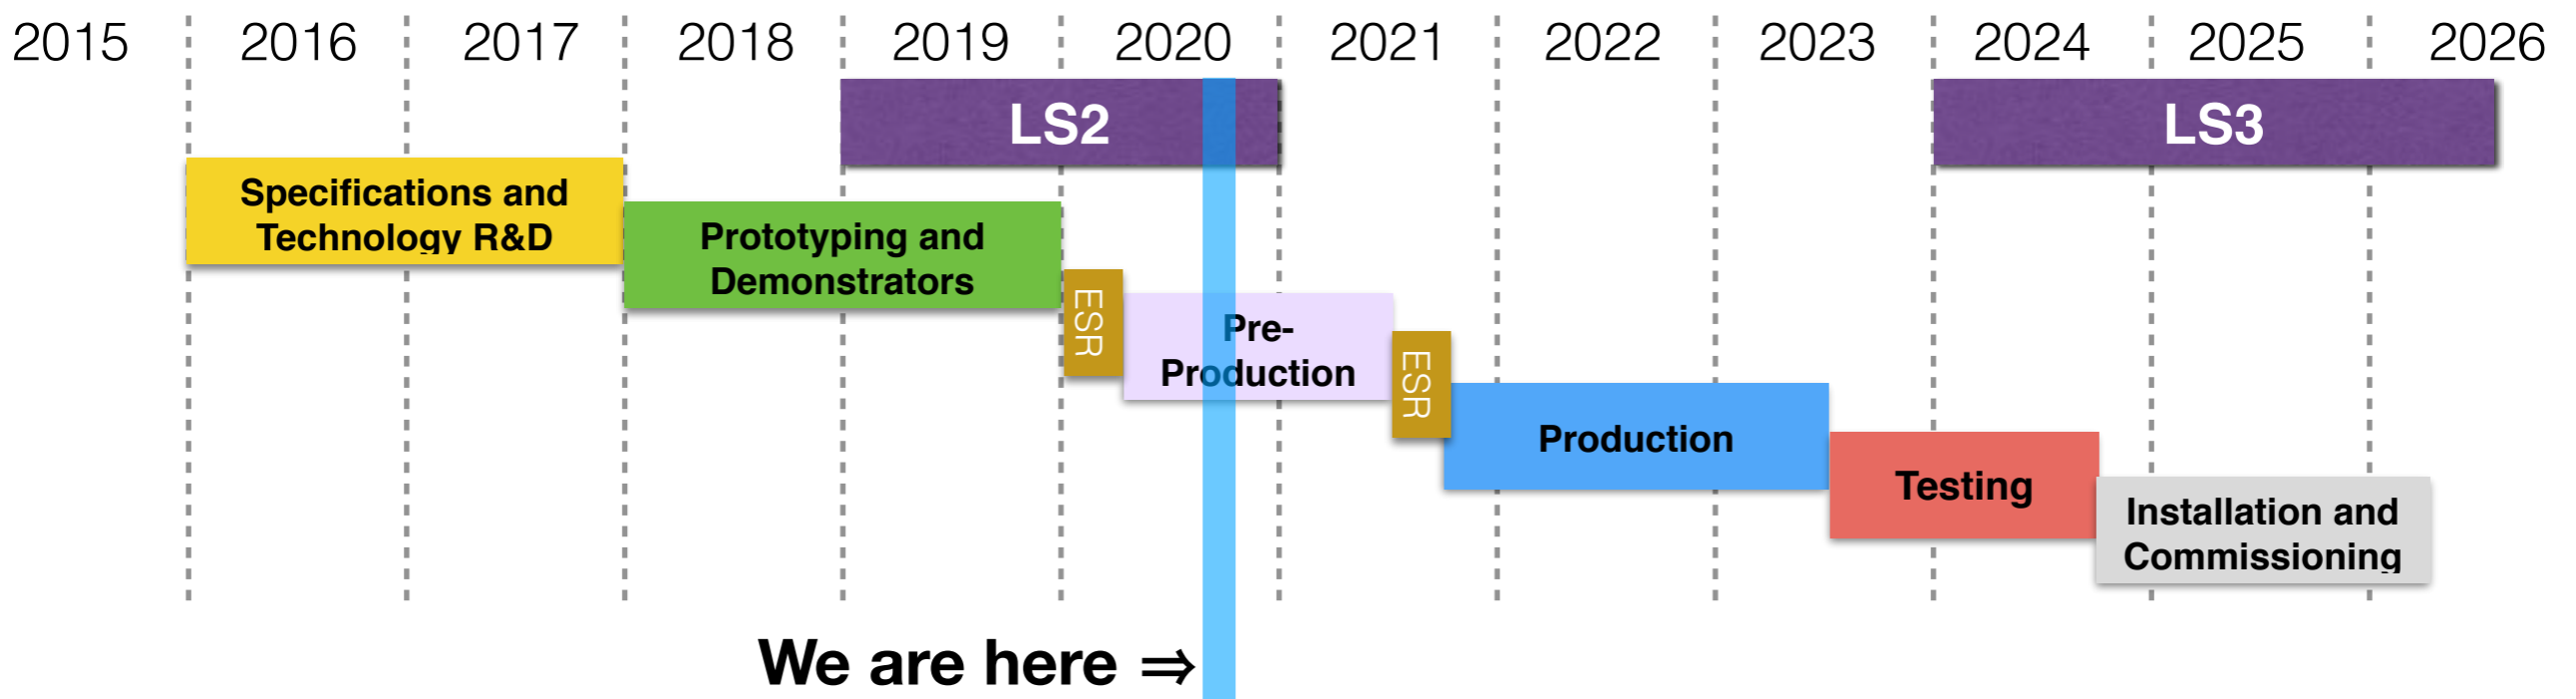 2015 2016 2017 2018 2019 2020 2021 2022 2023 2024 2025 2026
LS2
LS3
Specifications and
Technology R&D
Prototyping and
Demonstrators
ESR
Pre-
Production
ESR
Production
Testing
Installation and
Commissioning
We are here ⇒